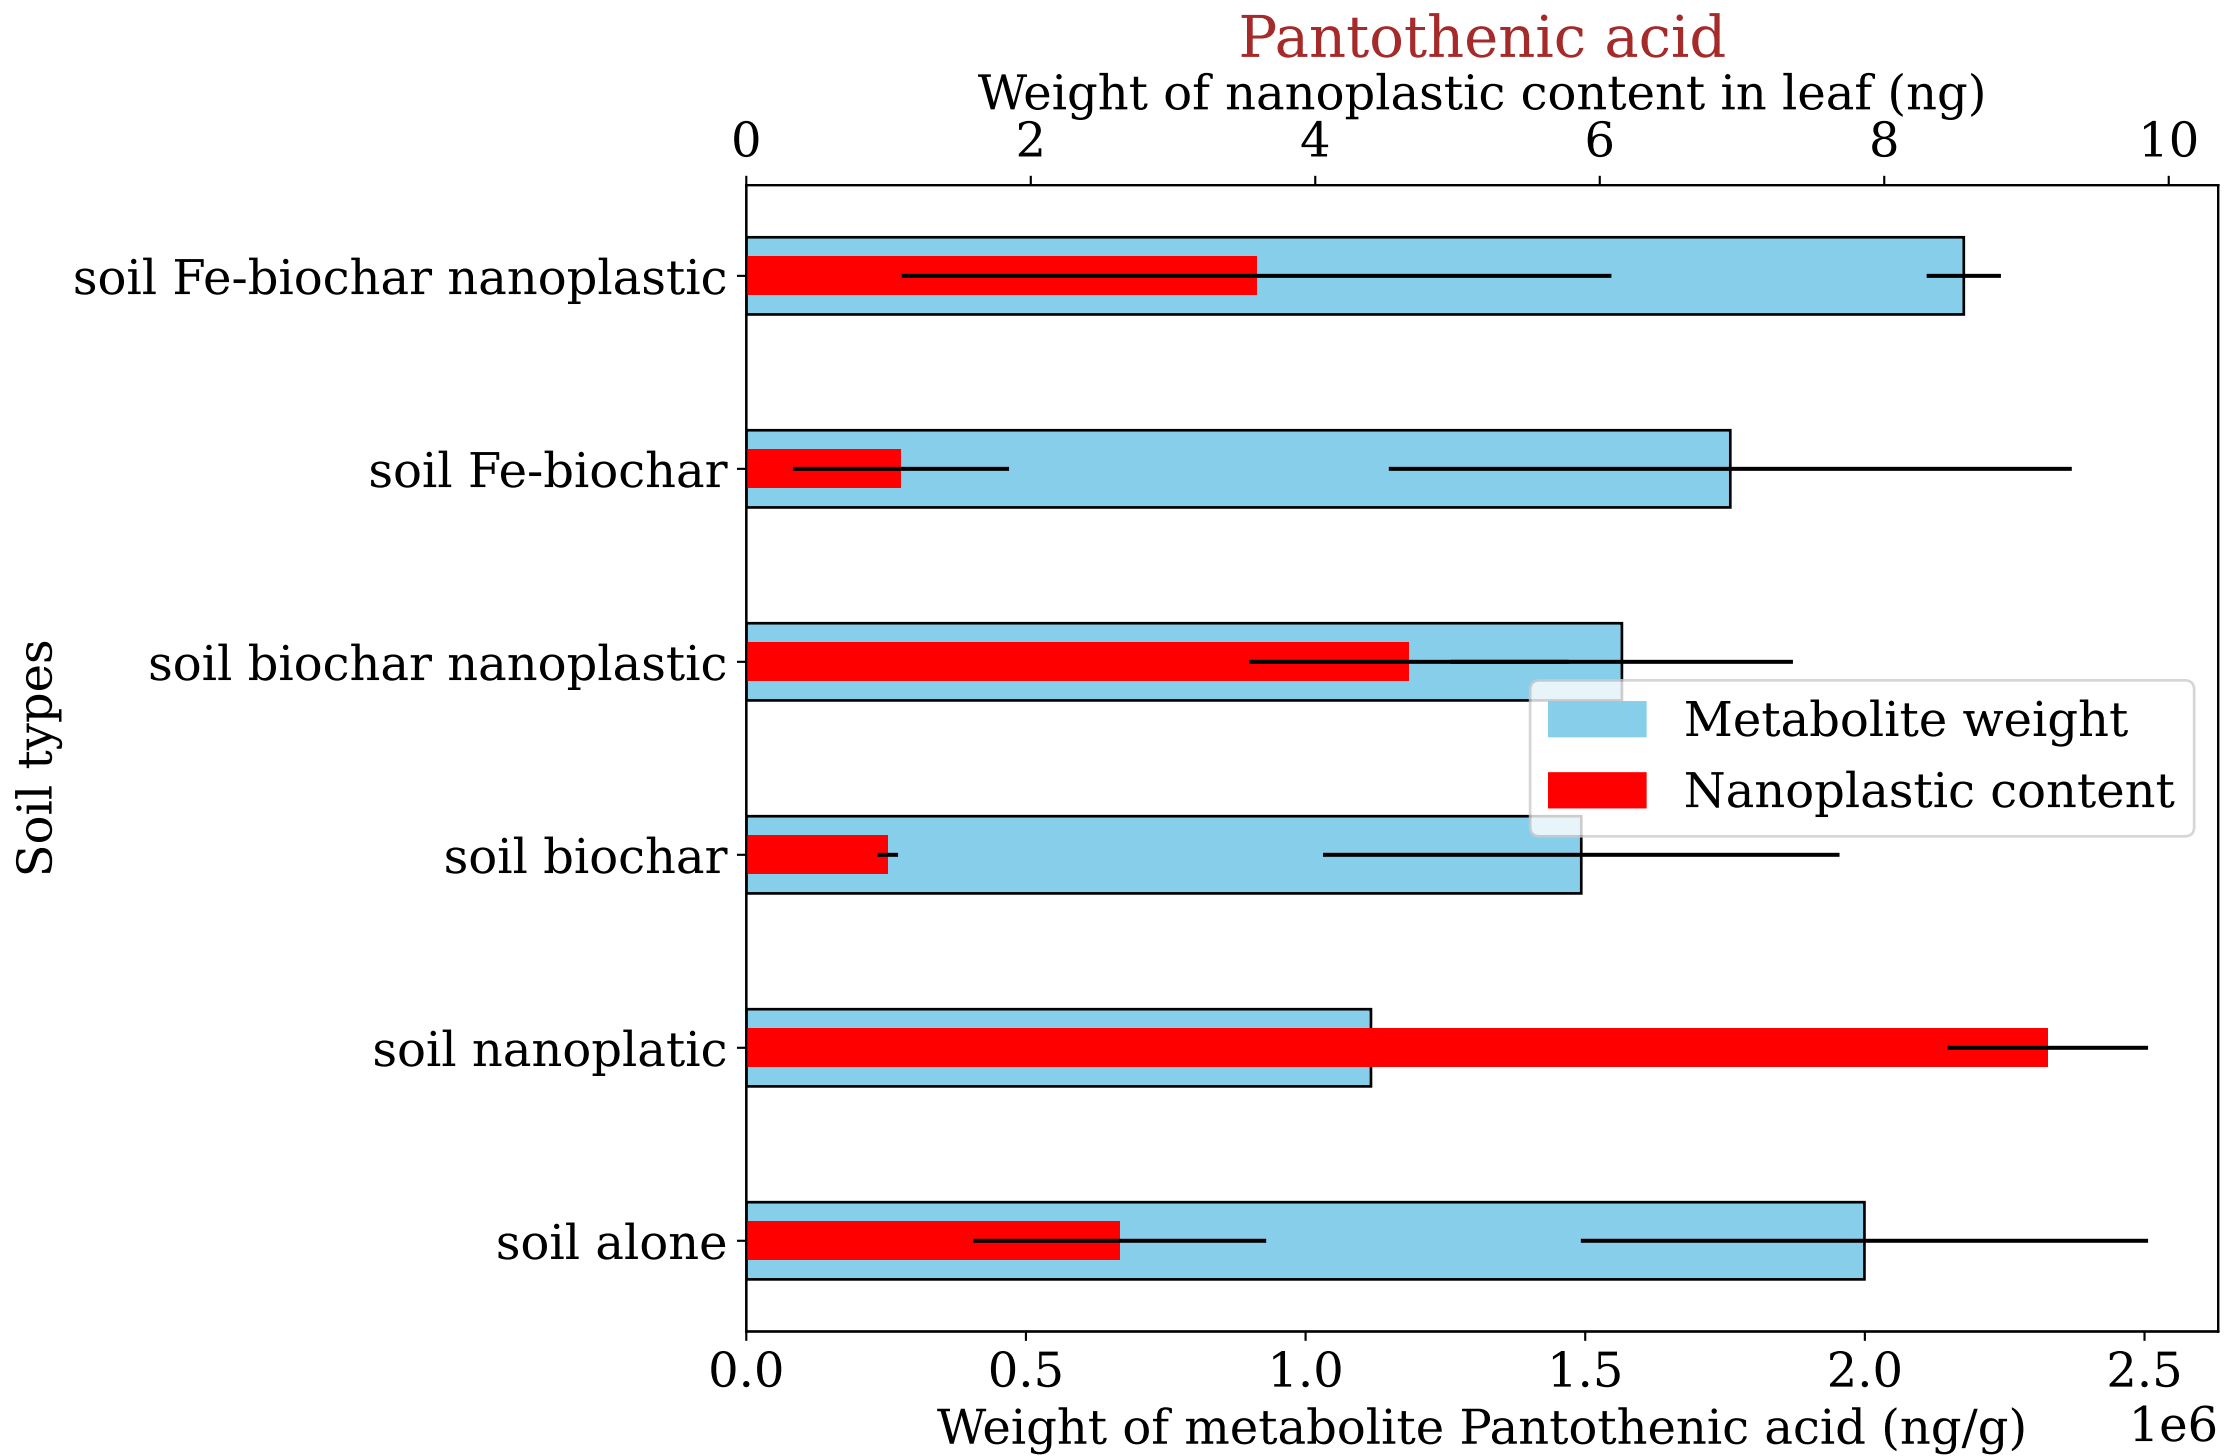 Pantothenic acid
Weight of nanoplastic content in leaf (ng)
0 2 4 6 8 10
soil Fe-biochar nanoplastic
soil Fe-biochar
soil biochar nanoplastic
soil biochar
soil nanoplatic
soil alone
Soil types
Metabolite weight
Nanoplastic content
0.0 0.5 1.0 1.5 2.0 2.5
Weight of metabolite Pantothenic acid (ng/g)
1e6